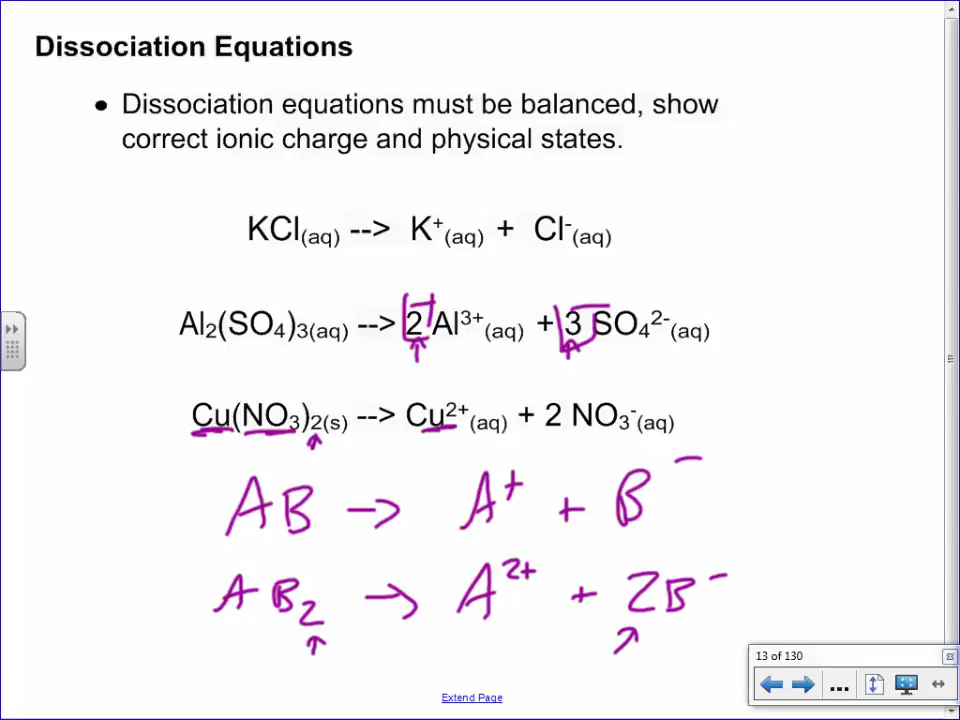 Dissociation Equations
● Dissociation equations must be balanced, show
correct ionic charge and physical states.
KCl(aq) --> K⁺(aq) + Cl⁻(aq)
Al₂(SO₄)₃(aq) --> 2 Al³⁺(aq) + 3 SO₄²⁻(aq)
Cu(NO₃)₂(s) --> Cu²⁺(aq) + 2 NO₃⁻(aq)
AB → A⁺ + B⁻
AB₂ → A²⁺ + 2B⁻
13 of 130
...
Extend Page